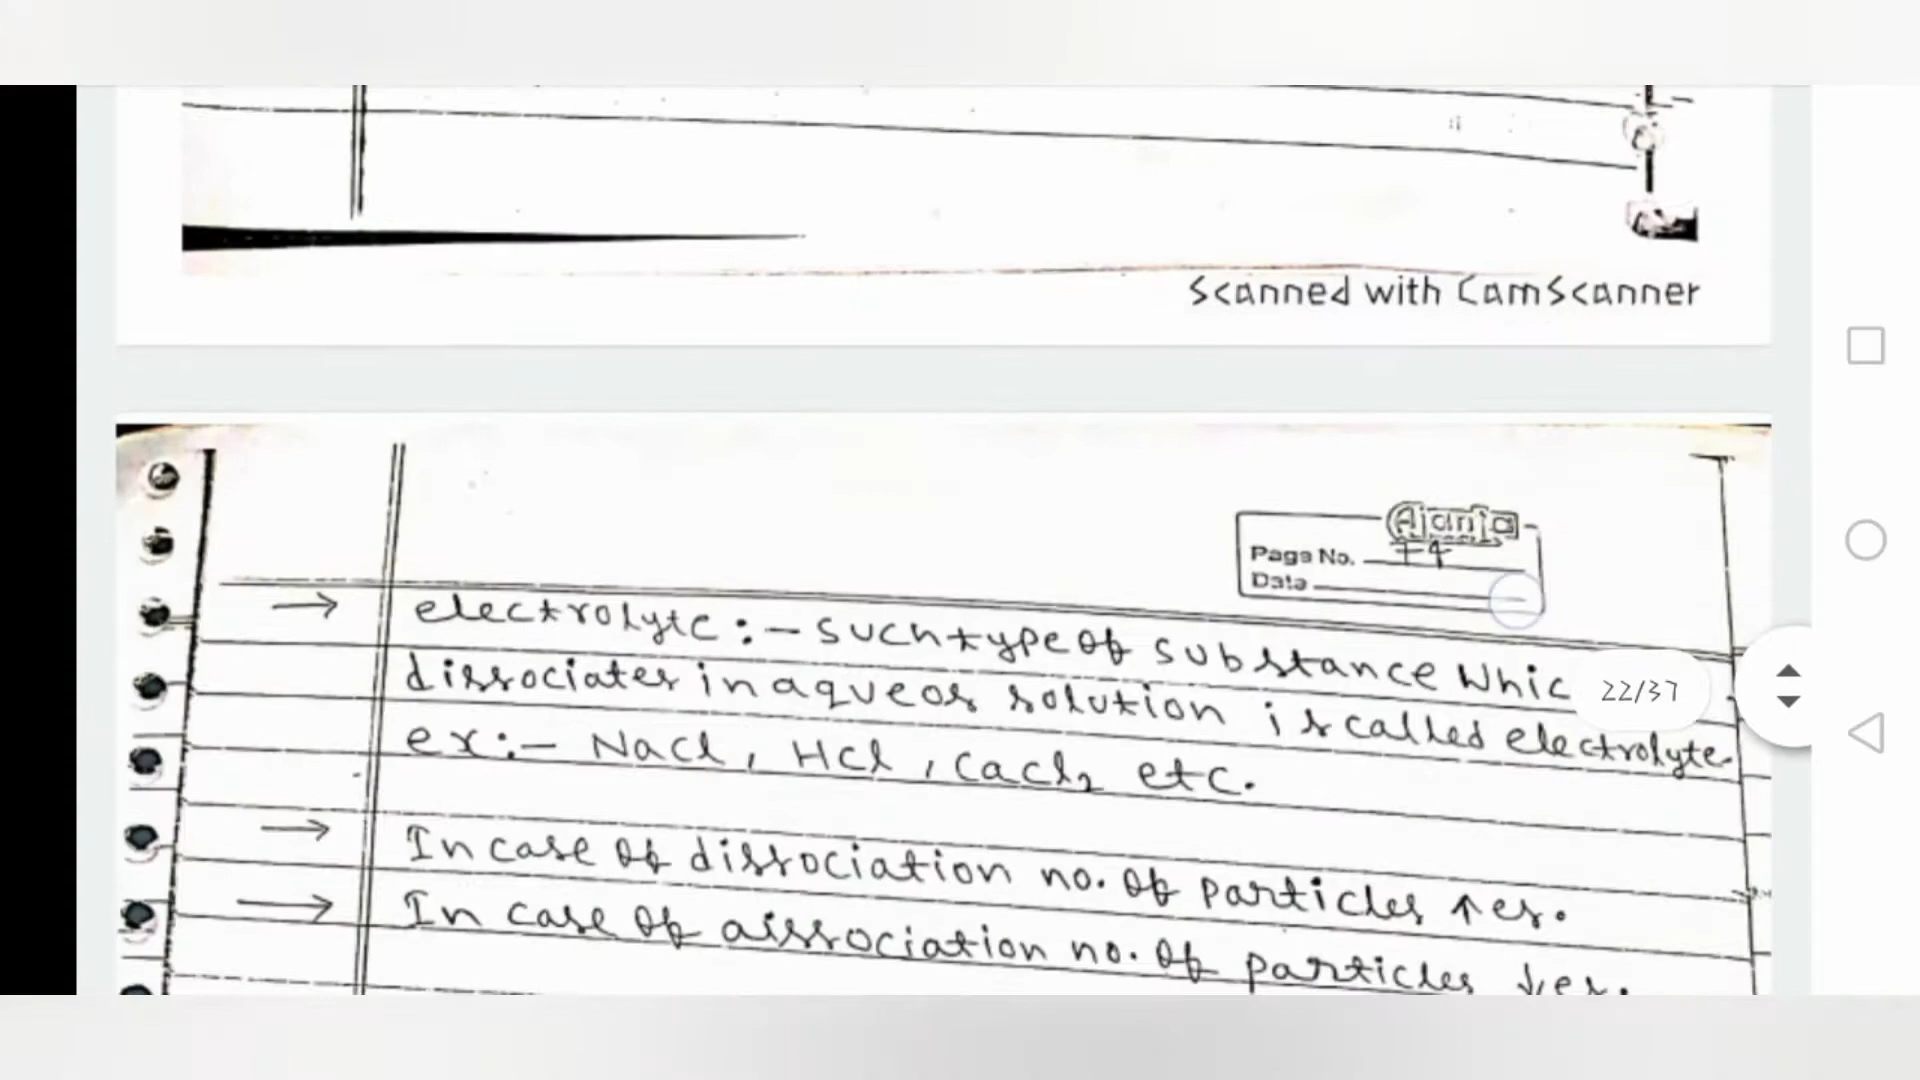 Scanned with CamScanner
Ajanta
Page No.
Date
→ electrolyte :- Such type of substance Whic
dissociates in aqueos solution is called electrolyte.
22/37
ex:- NaCl, HCl, CaCl₂ etc.
→ In case of dissociation no. of particles ↑es.
→ In case of aissociation no. of particles ↓es.